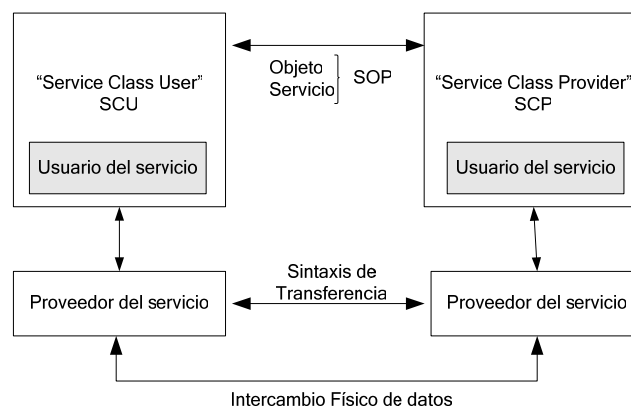 “Service Class User”
SCU
Usuario del servicio
Objeto
Servicio
SOP
“Service Class Provider”
SCP
Usuario del servicio
Proveedor del servicio
Sintaxis de
Transferencia
Proveedor del servicio
Intercambio Físico de datos